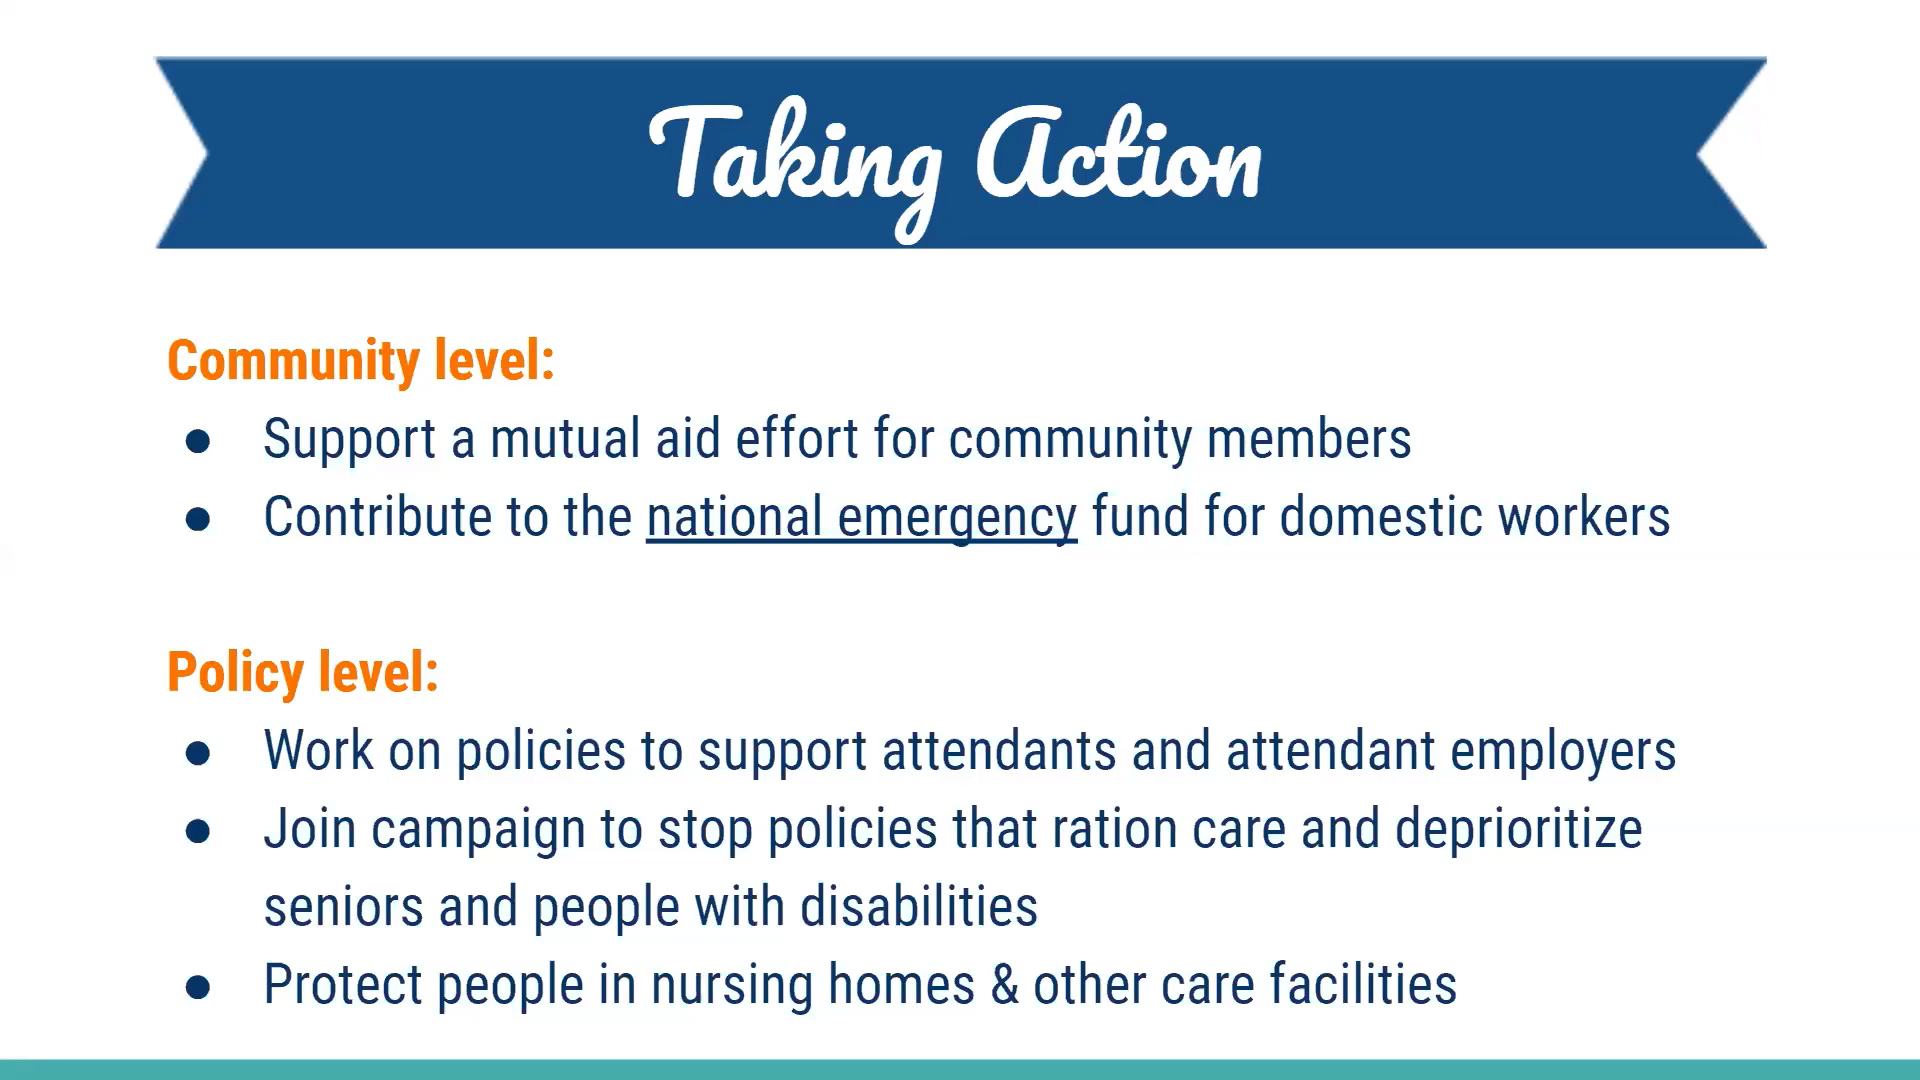 Taking Action
Community level:
● Support a mutual aid effort for community members
● Contribute to the national emergency fund for domestic workers
Policy level:
● Work on policies to support attendants and attendant employers
● Join campaign to stop policies that ration care and deprioritize
seniors and people with disabilities
● Protect people in nursing homes & other care facilities